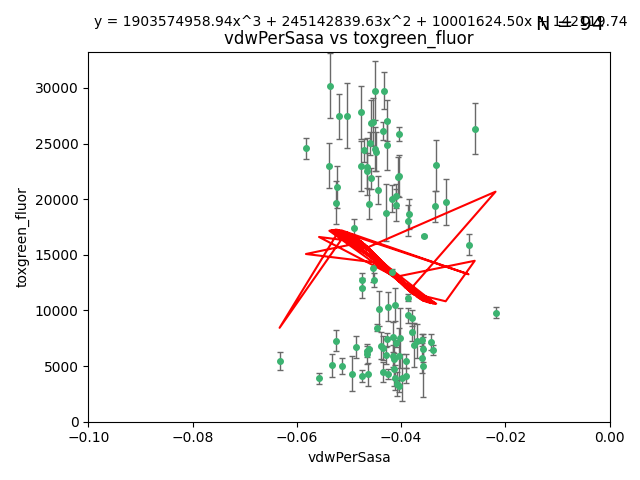 y = 1903574958.94x^3 + 245142839.63x^2 + 10001624.50x + 142119.74
N = 94
vdwPerSasa vs toxgreen_fluor
30000
25000
20000
15000
10000
5000
0
toxgreen_fluor
−0.10
−0.08
−0.06
−0.04
−0.02
0.00
vdwPerSasa